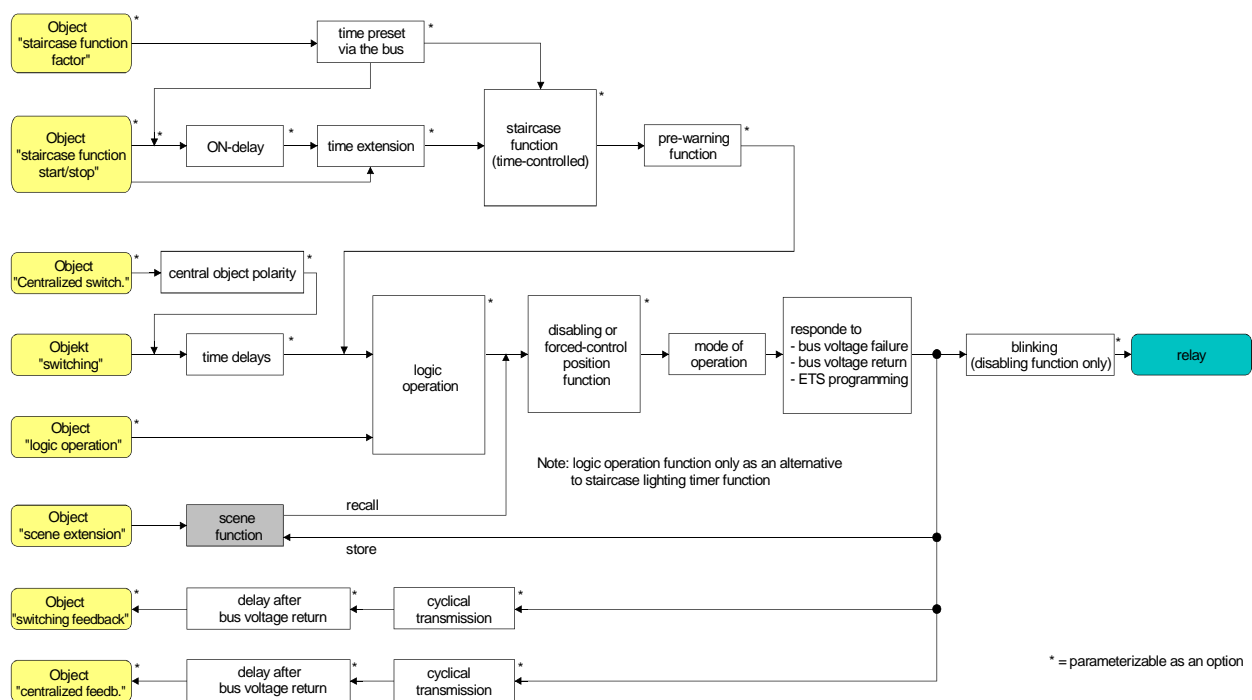 Object
"staircase function
factor"
*
time preset
via the bus
*
Object
"staircase function
start/stop"
*
*
ON-delay
*
time extension
*
staircase
function
(time-controlled)
*
pre-warning
function
*
Object
"Centralized switch."
*
central object polarity
*
Objekt
"switching"
*
time delays
*
logic
operation
*
disabling or
forced-control
position
function
*
mode of
operation
responde to
- bus voltage failure
- bus voltage return
- ETS programming
blinking
(disabling function only)
*
relay
Object
"logic operation"
*
Note: logic operation function only as an alternative
to staircase lighting timer function
Object
"scene extension"
scene
function
recall
store
Object
"switching feedback"
*
delay after
bus voltage return
*
cyclical
transmission
*
Object
"centralized feedb."
*
delay after
bus voltage return
*
cyclical
transmission
*
* = parameterizable as an option